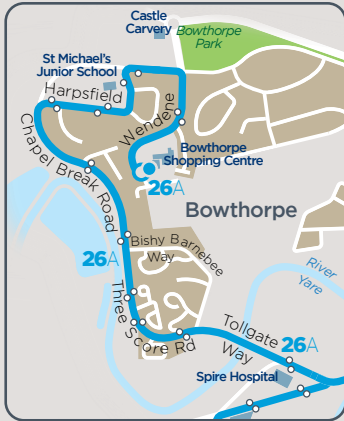 Castle
Carvery
Bowthorpe
Park
St Michael's
Junior School
Harpsfield
Wendene
Bowthorpe
Shopping Centre
26A
Chapel Break Road
Bowthorpe
Bishy Barnebee
Way
26A
River
Yare
Three Score Rd
Tollgate
Way
26A
Spire Hospital